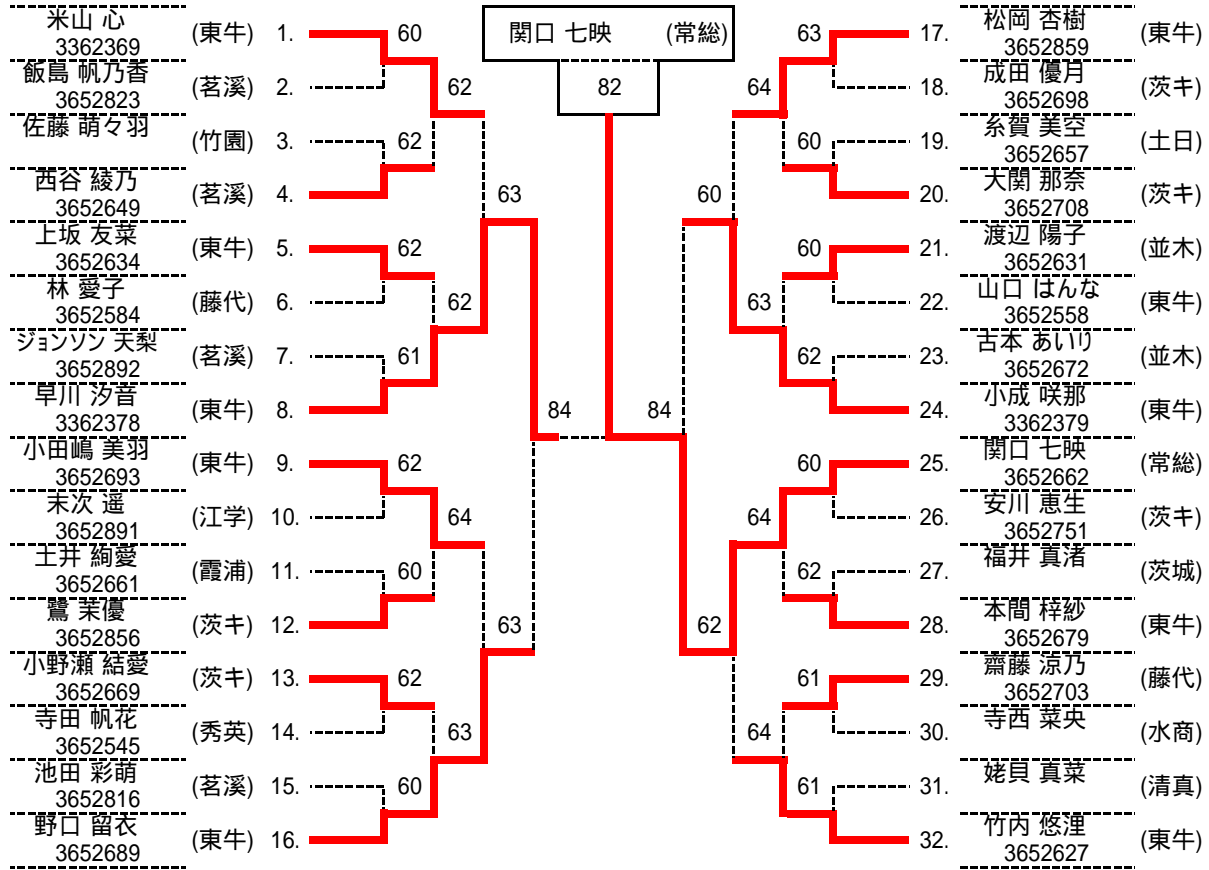 関口 七映 (常総)
82
米山 心
3362369
(東牛) 1.
60
飯島 帆乃香
3652823
(茗溪) 2.
62
佐藤 萌々羽
(竹園) 3.
62
西谷 綾乃
3652649
(茗溪) 4.
63
上坂 友菜
3652634
(東牛) 5.
62
林 愛子
3652584
(藤代) 6.
62
ジョンソン 天梨
3652892
(茗溪) 7.
61
早川 汐音
3362378
(東牛) 8.
84
小田嶋 美羽
3652693
(東牛) 9.
62
末次 遥
3652891
(江学) 10.
64
土井 絢愛
3652661
(霞浦) 11.
60
鷺 茉優
3652856
(茨キ) 12.
63
小野瀬 結愛
3652669
(茨キ) 13.
62
寺田 帆花
3652545
(秀英) 14.
63
池田 彩萌
3652816
(茗溪) 15.
60
野口 留衣
3652689
(東牛) 16.
63
17.
松岡 杏樹
3652859
(東牛)
64
18.
成田 優月
3652698
(茨キ)
60
19.
糸賀 美空
3652657
(土日)
60
20.
大関 那奈
3652708
(茨キ)
60
21.
渡辺 陽子
3652631
(並木)
63
22.
山口 はんな
3652558
(東牛)
62
23.
古本 あいり
3652672
(並木)
84
24.
小成 咲那
3362379
(東牛)
60
25.
関口 七映
3652662
(常総)
64
26.
安川 恵生
3652751
(茨キ)
62
27.
福井 真渚
(茨城)
62
28.
本間 梓紗
3652679
(東牛)
61
29.
齋藤 涼乃
3652703
(藤代)
64
30.
寺西 菜央
(水商)
61
31.
姥貝 真菜
(清真)
32.
竹内 悠浬
3652627
(東牛)